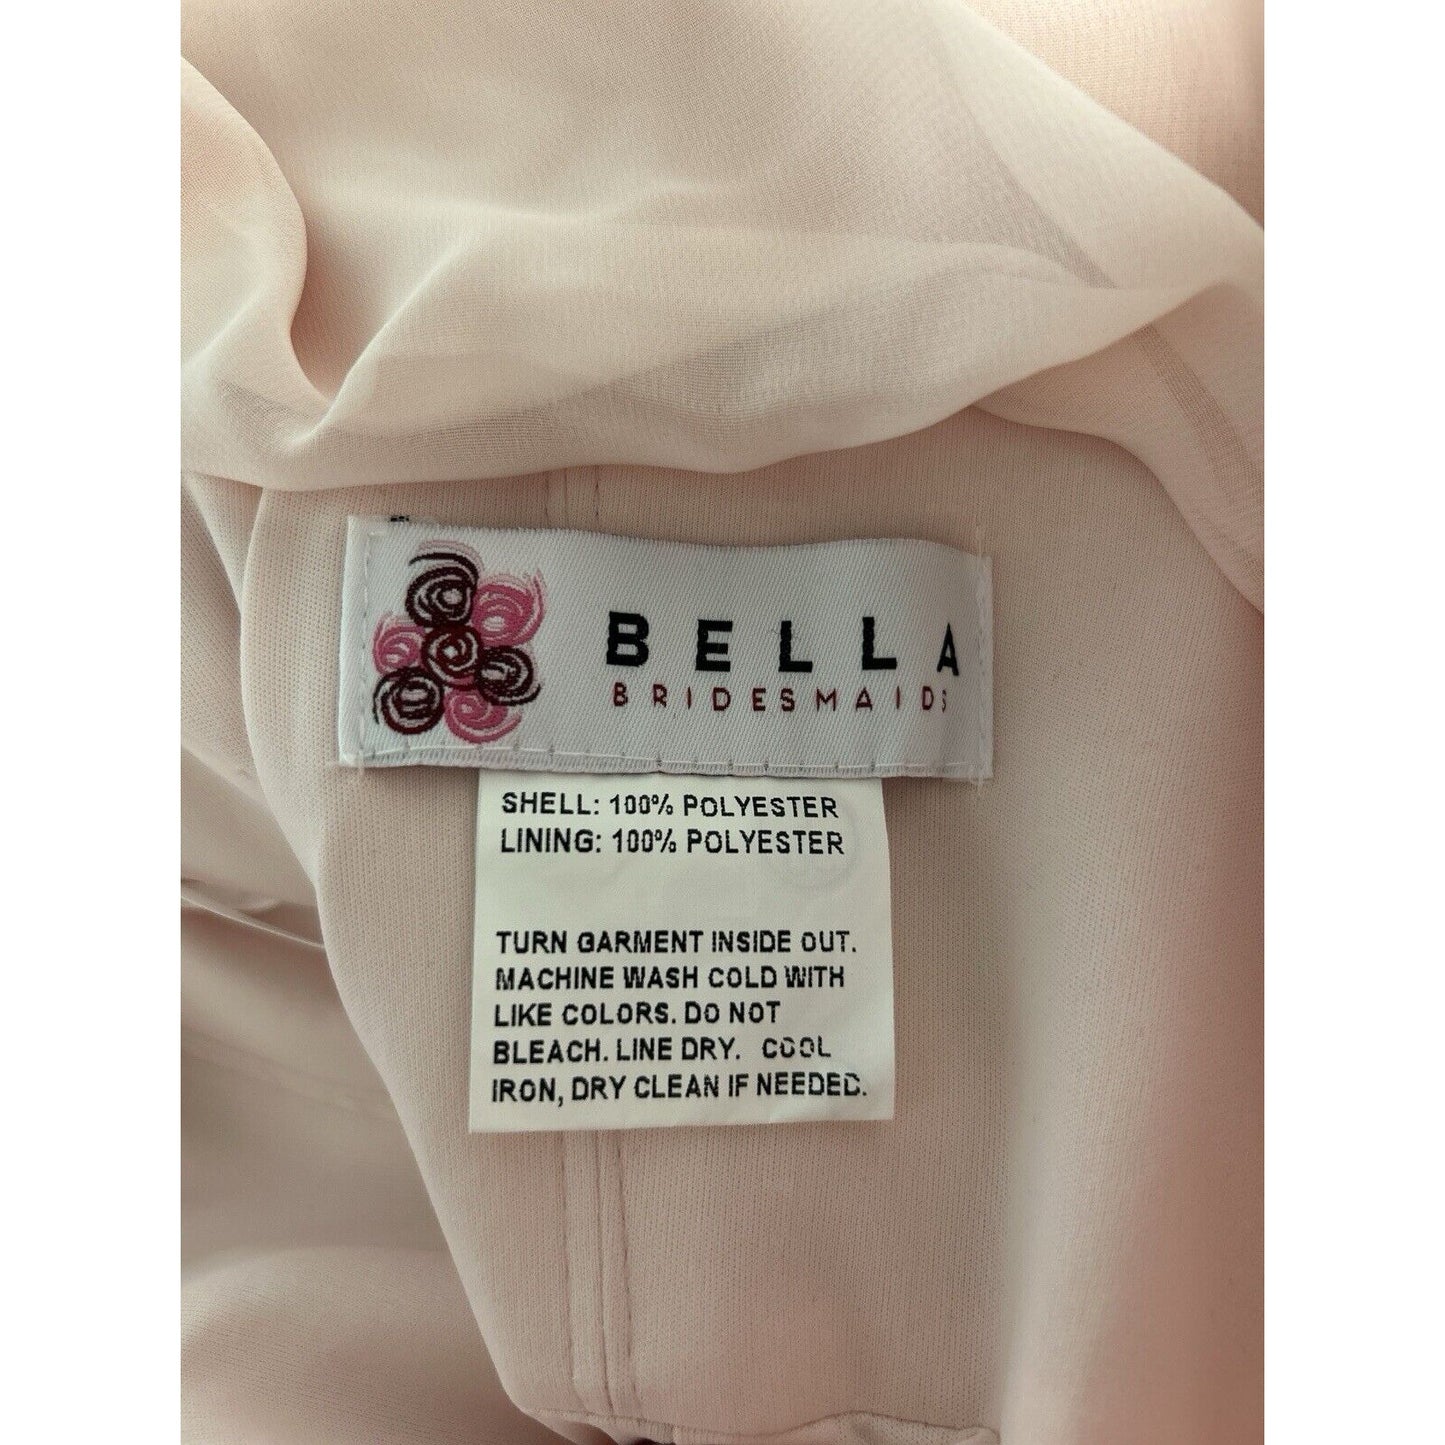 BELLA
BRIDESMAIDS
SHELL: 100% POLYESTER
LINING: 100% POLYESTER
TURN GARMENT INSIDE OUT.
MACHINE WASH COLD WITH
LIKE COLORS. DO NOT
BLEACH. LINE DRY. COOL
IRON, DRY CLEAN IF NEEDED.